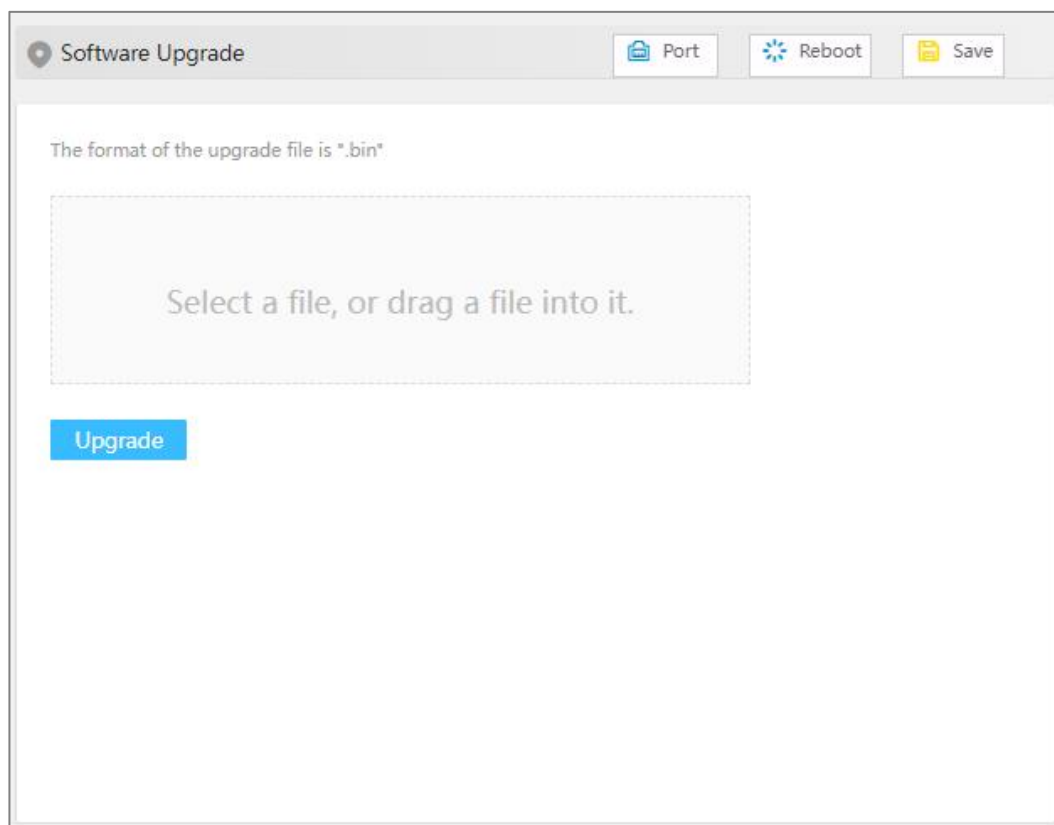 Software Upgrade
Port
Reboot
Save
The format of the upgrade file is ".bin"
Select a file, or drag a file into it.
Upgrade